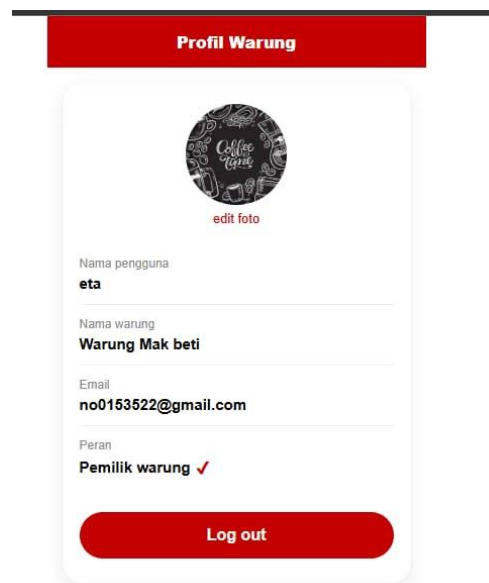 Profil Warung
Coffee
Time
edit foto
Nama pengguna
eta
Nama warung
Warung Mak beti
Email
no0153522@gmail.com
Peran
Pemilik warung ✓
Log out